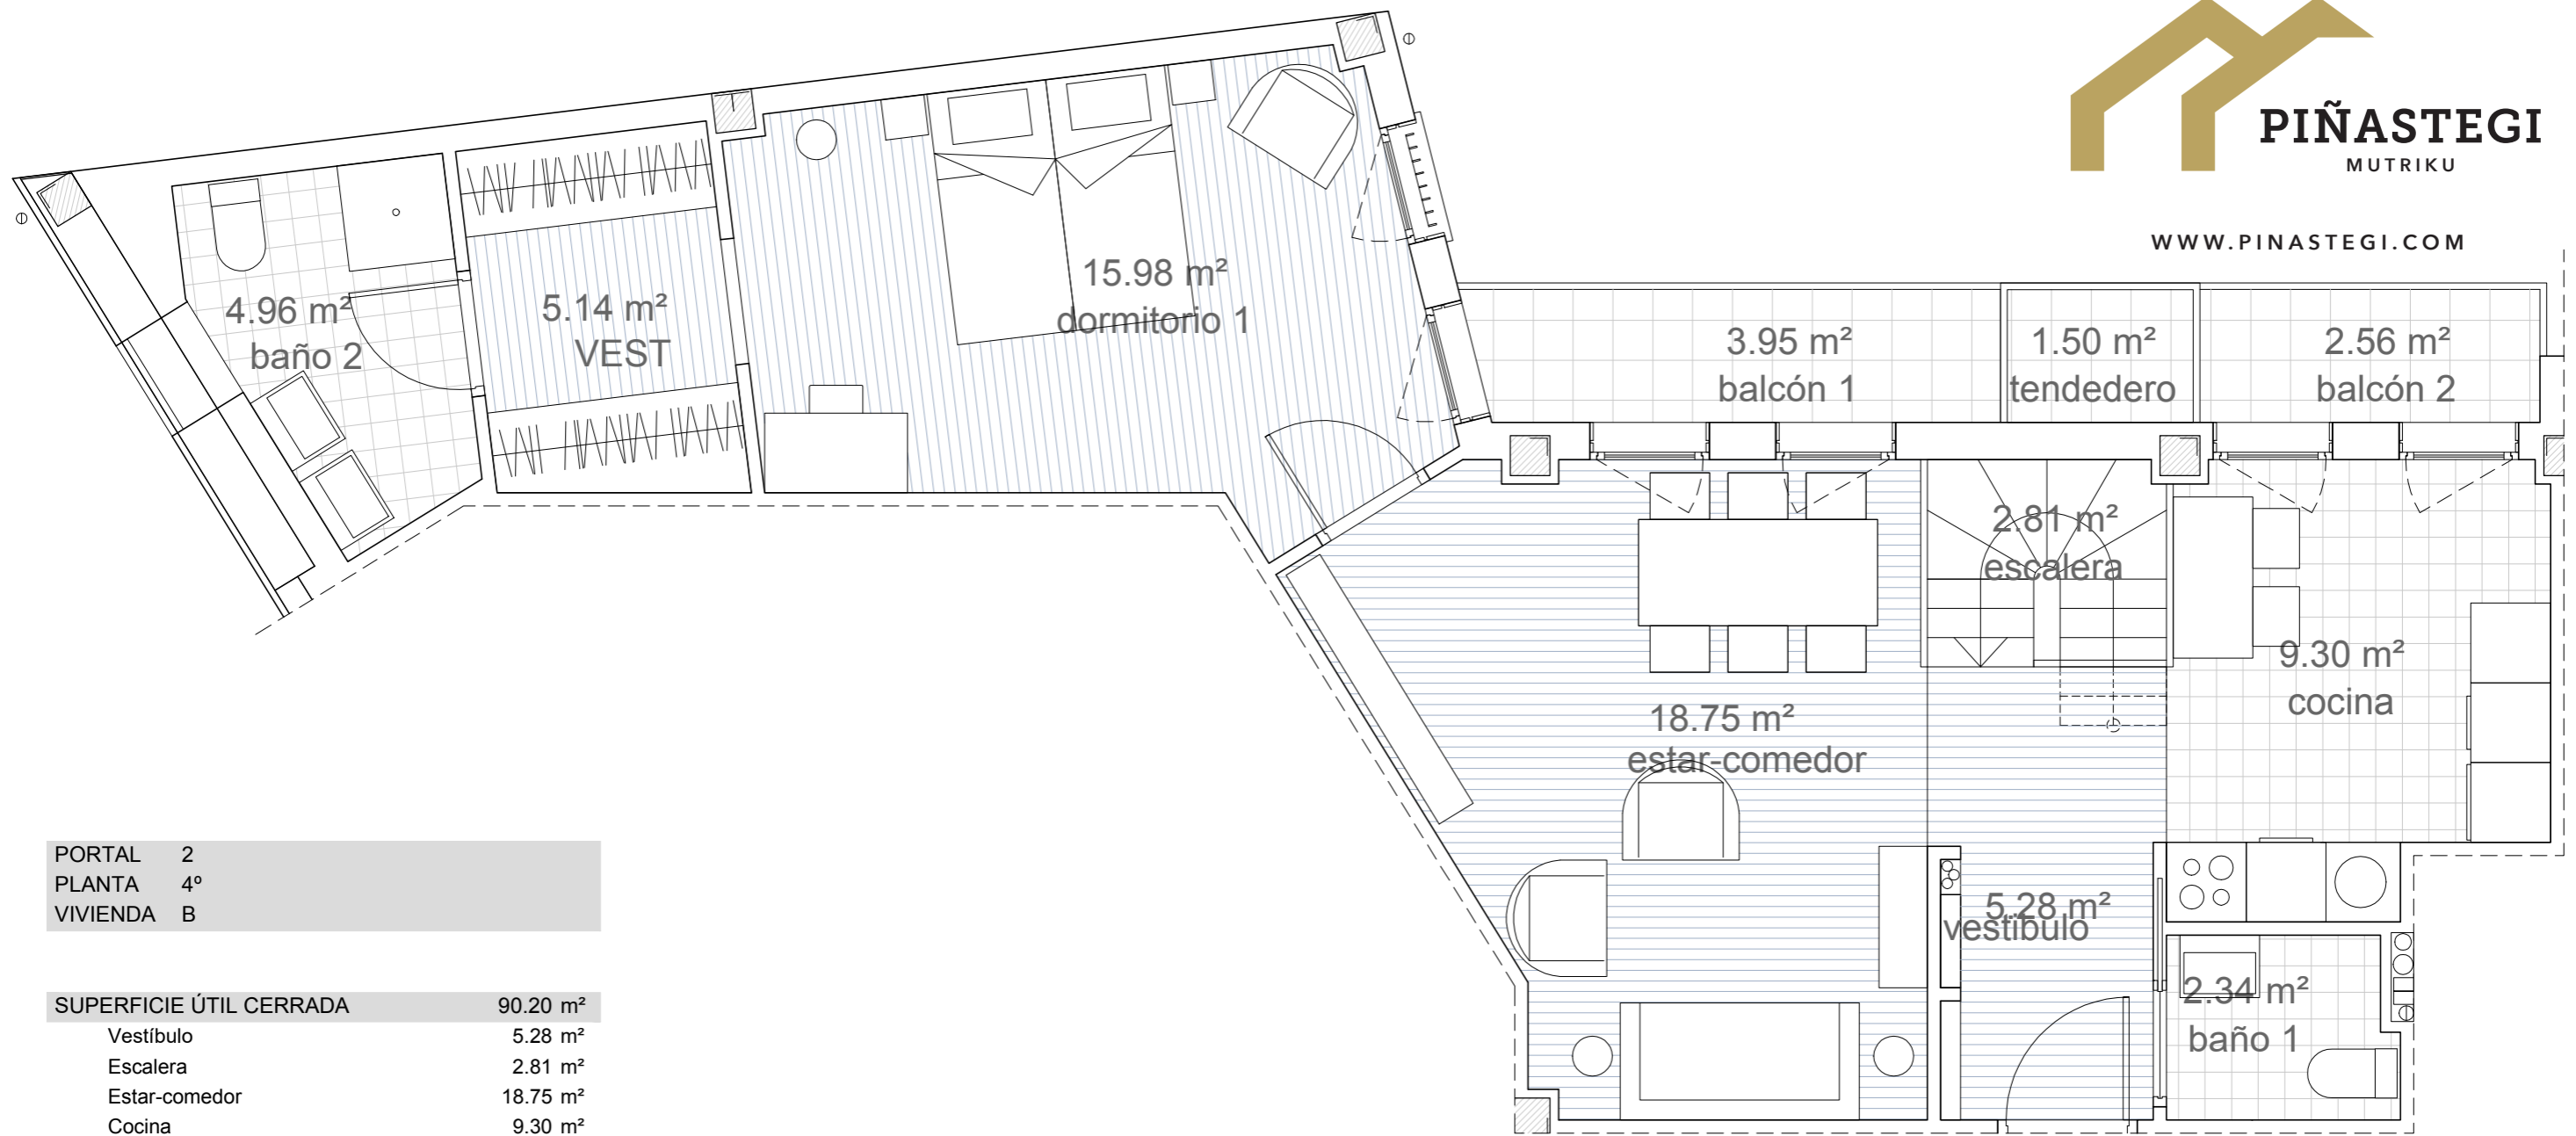 PIÑASTEGI
MUTRIKU
WWW.PINASTEGI.COM
4.96 m²
baño 2
5.14 m²
VEST
15.98 m²
dormitorio 1
3.95 m²
balcón 1
1.50 m²
tendedero
2.56 m²
balcón 2
2.81 m²
escalera
9.30 m²
cocina
18.75 m²
estar-comedor
5.28 m²
vestíbulo
2.34 m²
baño 1
PORTAL 2
PLANTA 4º
VIVIENDA B
SUPERFICIE ÚTIL CERRADA 90.20 m²
Vestíbulo 5.28 m²
Escalera 2.81 m²
Estar-comedor 18.75 m²
Cocina 9.30 m²